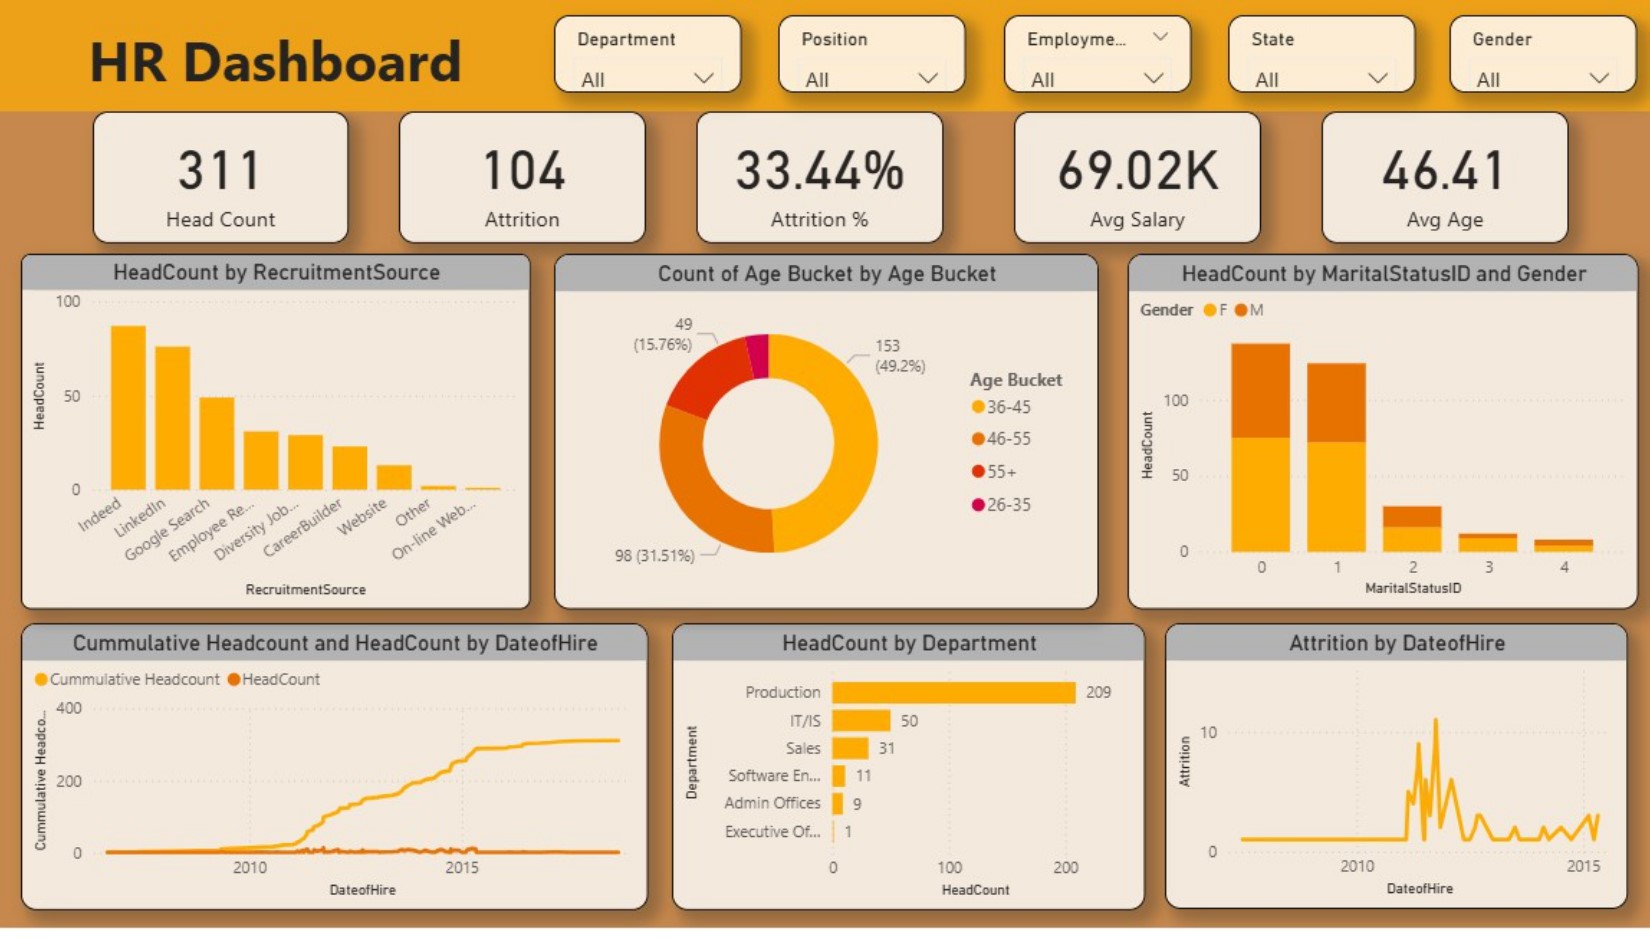 HR Dashboard
Department
All
Position
All
Employme...
All
State
All
Gender
All
311
Head Count
104
Attrition
33.44%
Attrition %
69.02K
Avg Salary
46.41
Avg Age
HeadCount by RecruitmentSource
HeadCount
100
50
0
Indeed
LinkedIn
Google Search
Employee Re...
Diversity Job...
CareerBuilder
Website
Other
On-line Web...
RecruitmentSource
Count of Age Bucket by Age Bucket
49
(15.76%)
153
(49.2%)
98 (31.51%)
Age Bucket
36-45
46-55
55+
26-35
HeadCount by MaritalStatusID and Gender
Gender F M
HeadCount
100
50
0
0 1 2 3 4
MaritalStatusID
Cummulative Headcount and HeadCount by DateofHire
Cummulative Headcount HeadCount
Cummulative Headco...
400
200
0
2010 2015
DateofHire
HeadCount by Department
Department
Production 209
IT/IS 50
Sales 31
Software En... 11
Admin Offices 9
Executive Of... 1
0 100 200
HeadCount
Attrition by DateofHire
Attrition
10
0
2010 2015
DateofHire